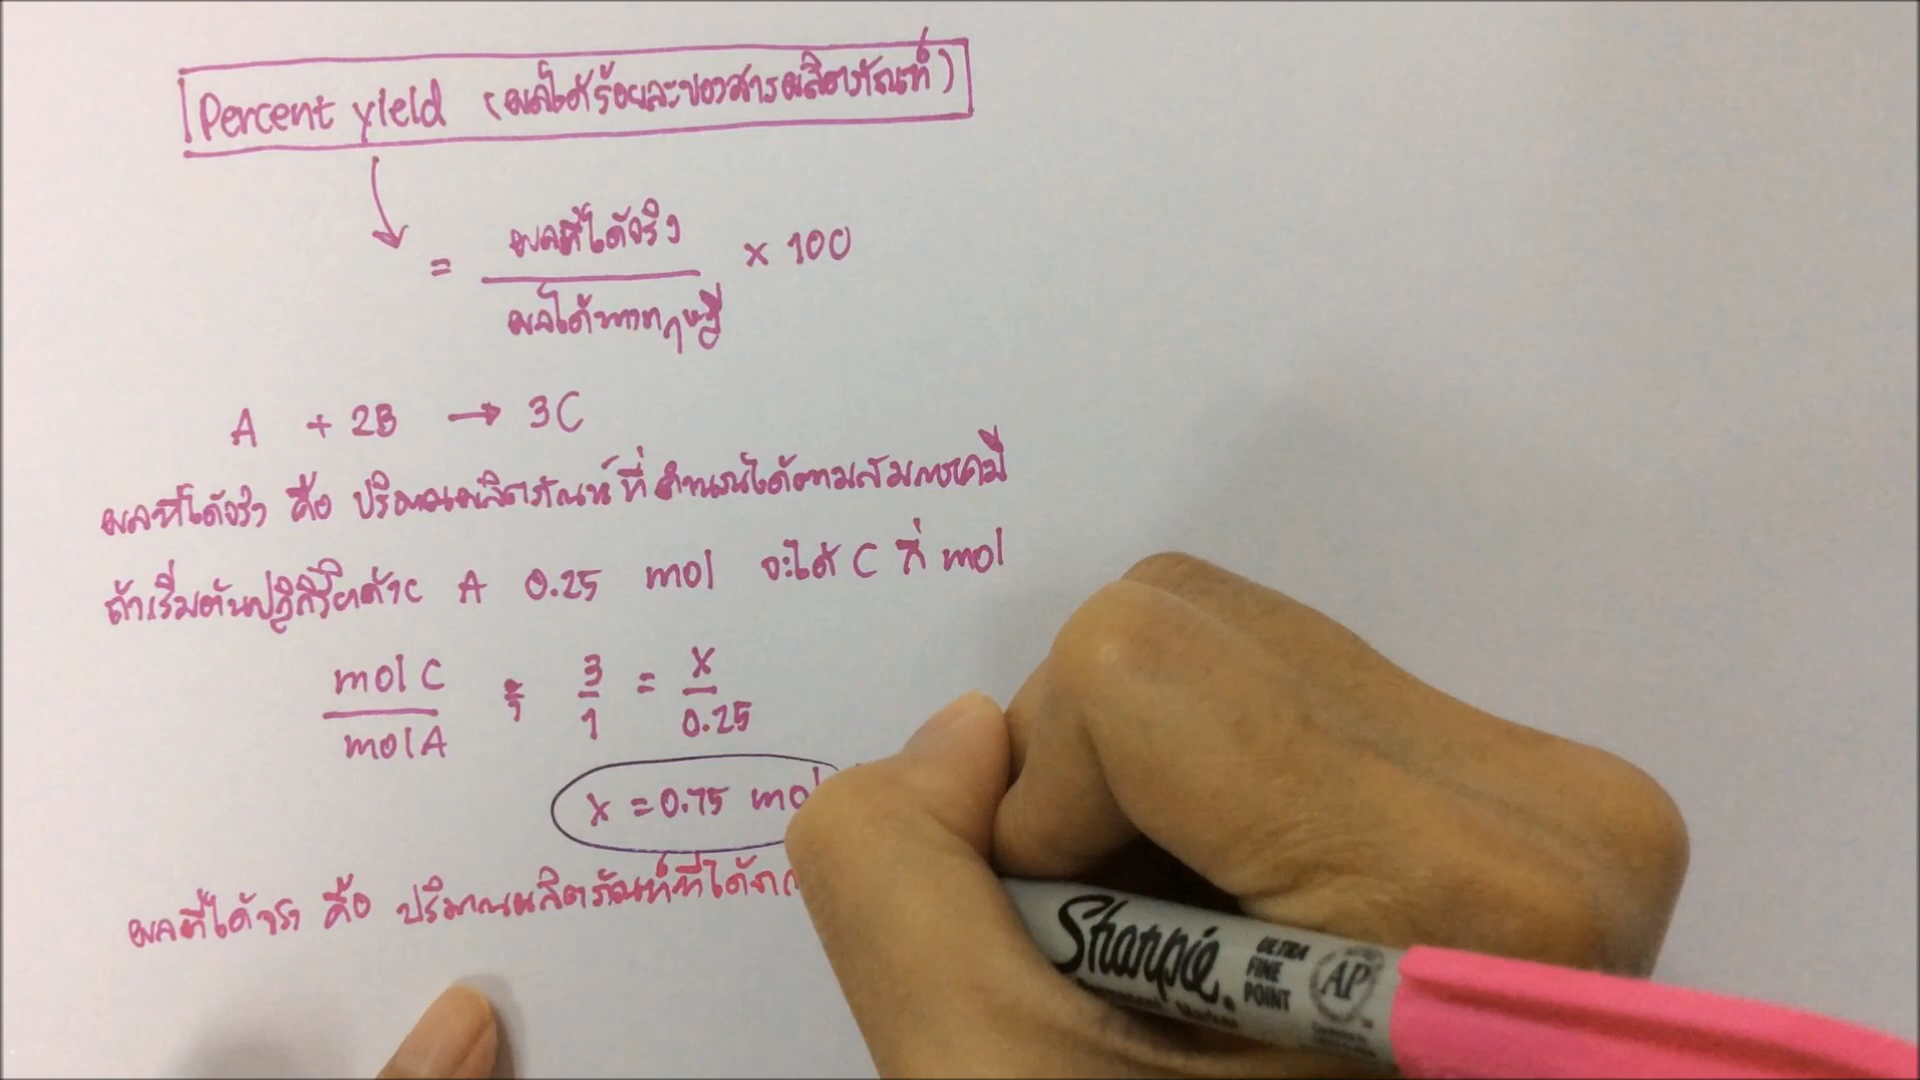 Percent yield (ผลได้ร้อยละของสารผลิตภัณฑ์)
= ผลที่ได้จริง × 100
ผลได้ทางทฤษฎี
A + 2B → 3C
ผลที่ได้จริง คือ ปริมาณผลิตภัณฑ์ที่คำนวนได้ตามสมการเคมี
ถ้าเริ่มต้นปฏิกิริยาด้วย A 0.25 mol จะได้ C กี่ mol
mol C ; 3 = x
mol A 1 0.25
x = 0.75 mol
ผลที่ได้จริง คือ ปริมาณผลิตภัณฑ์ที่ได้
Sharpie.
ULTRA
FINE
POINT
AP